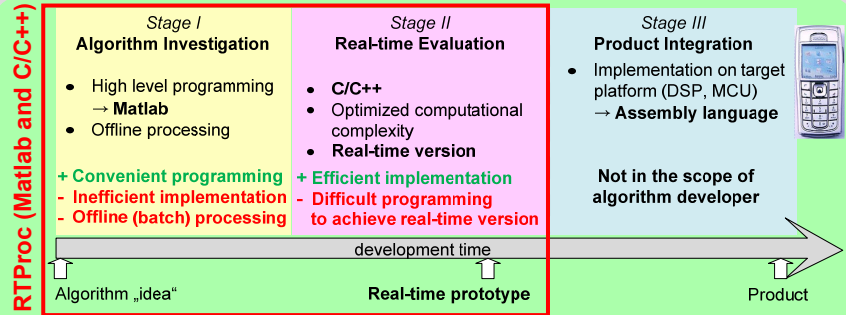 RTProc (Matlab and C/C++)
Stage I
Algorithm Investigation
● High level programming
→ Matlab
● Offline processing
+ Convenient programming
- Inefficient implementation
- Offline (batch) processing
Stage II
Real-time Evaluation
● C/C++
● Optimized computational
complexity
● Real-time version
+ Efficient implementation
- Difficult programming
to achieve real-time version
Stage III
Product Integration
● Implementation on target
platform (DSP, MCU)
→ Assembly language
Not in the scope of
algorithm developer
development time
Algorithm „idea“
Real-time prototype
Product